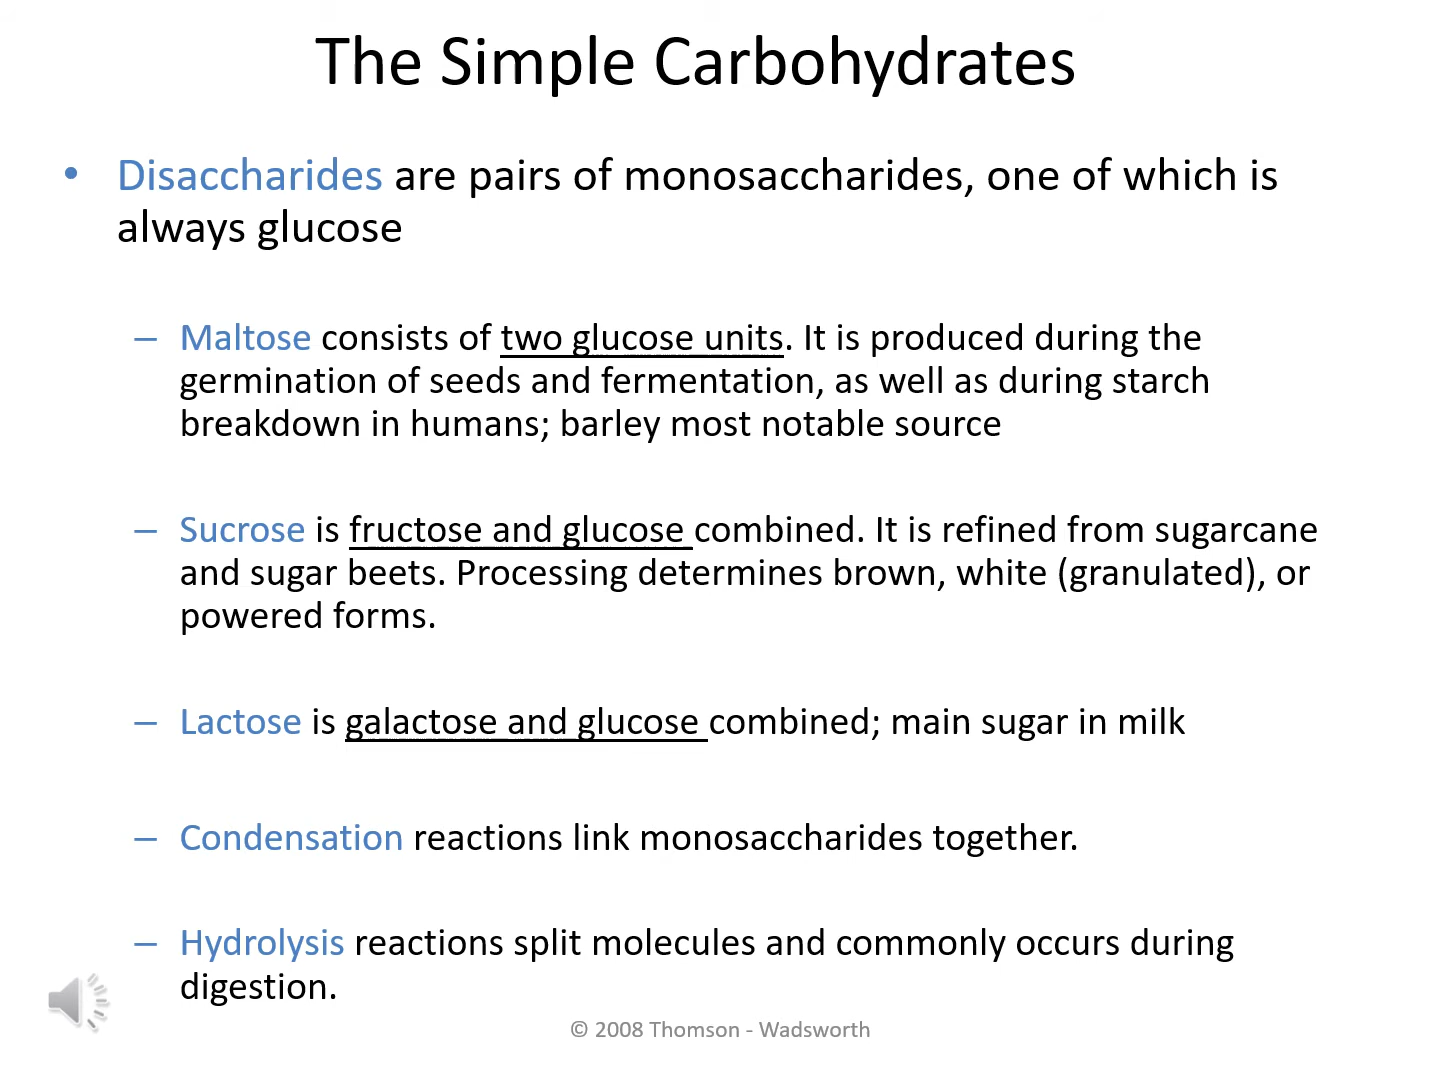 The Simple Carbohydrates
• Disaccharides are pairs of monosaccharides, one of which is
always glucose
– Maltose consists of two glucose units. It is produced during the
germination of seeds and fermentation, as well as during starch
breakdown in humans; barley most notable source
– Sucrose is fructose and glucose combined. It is refined from sugarcane
and sugar beets. Processing determines brown, white (granulated), or
powered forms.
– Lactose is galactose and glucose combined; main sugar in milk
– Condensation reactions link monosaccharides together.
– Hydrolysis reactions split molecules and commonly occurs during
digestion.
© 2008 Thomson - Wadsworth